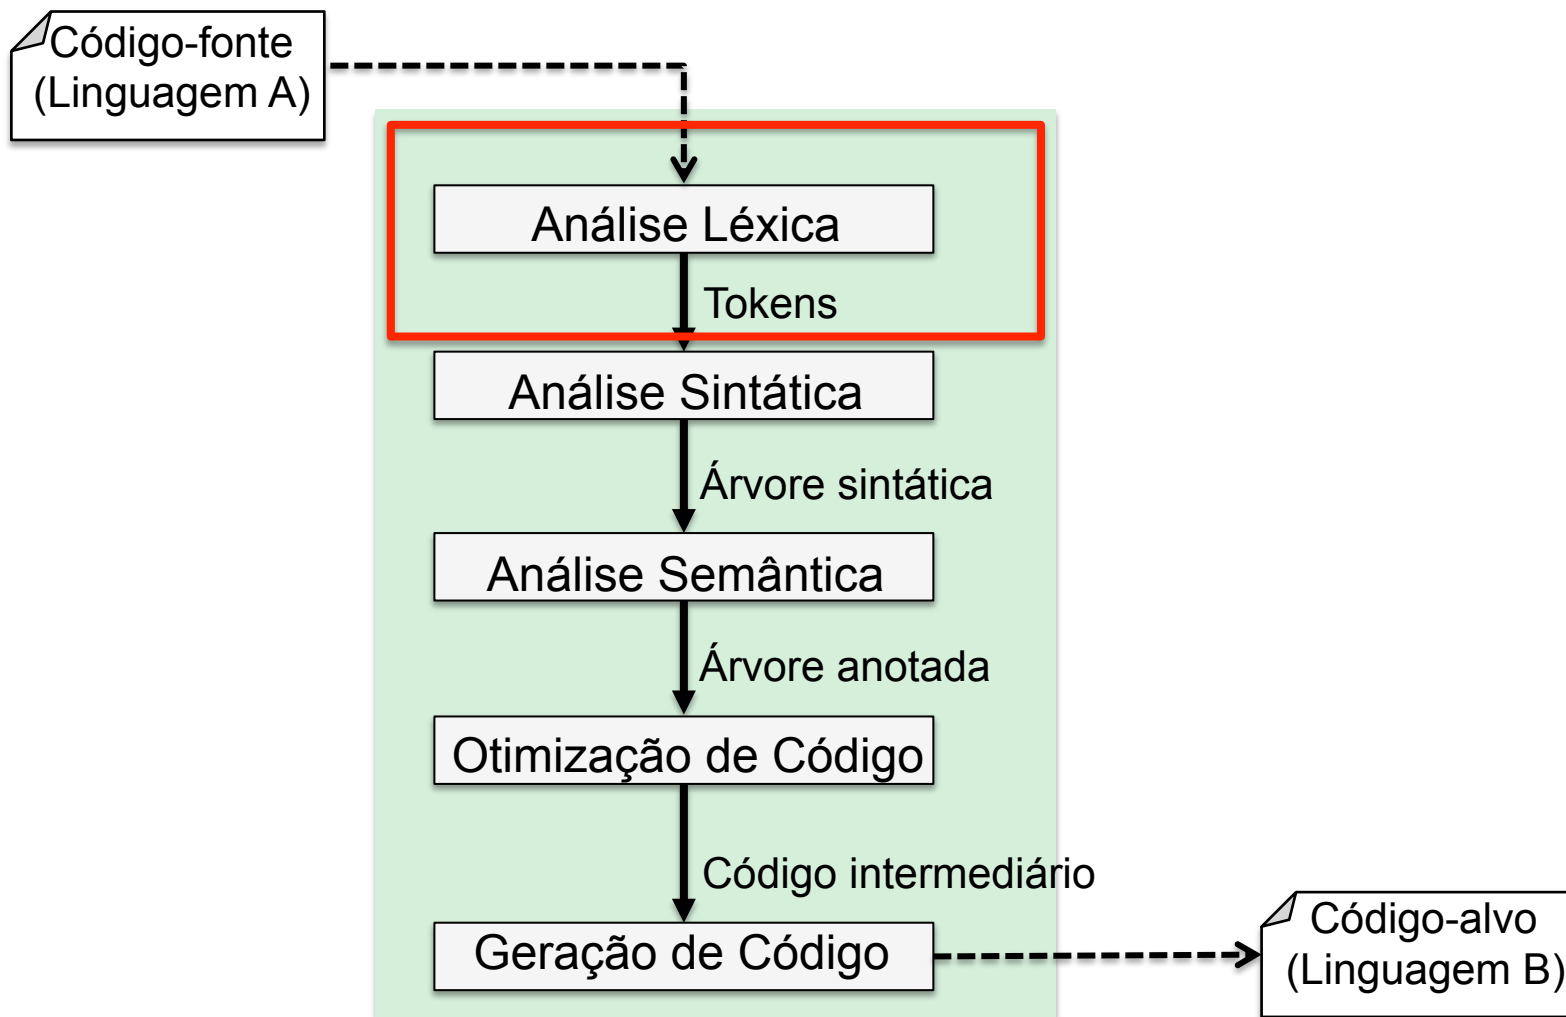 Código-fonte
(Linguagem A)
Análise Léxica
Tokens
Análise Sintática
Árvore sintática
Análise Semântica
Árvore anotada
Otimização de Código
Código intermediário
Geração de Código
Código-alvo
(Linguagem B)